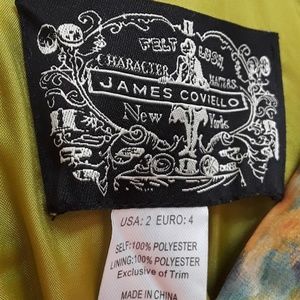 FELT LUSH
CHARACTER MATTERS
JAMES COVIELLO
New York
USA: 2 EURO: 4
SELF:100% POLYESTER
LINING:100% POLYESTER
Exclusive of Trim
MADE IN CHINA